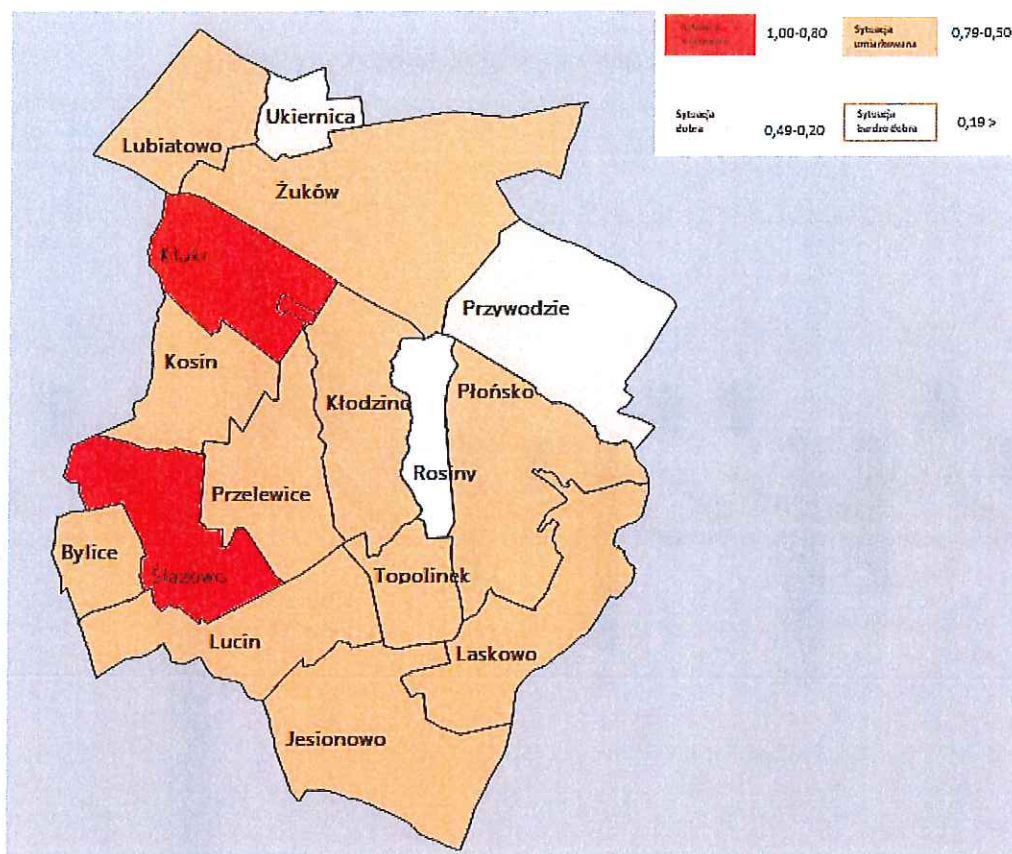 1,00-0,80
Sytuacja
umiarkowana
0,79-0,50
Sytuacja
dobra
0,49-0,20
Sytuacja
bardzo dobra
0,19 >
Ukiernica
Lubiatowo
Żuków
Przywodzie
Kosin
Kłodzino
Płońsko
Rosiny
Przelewice
Bylice
Topolinek
Lucin
Laskowo
Jesionowo